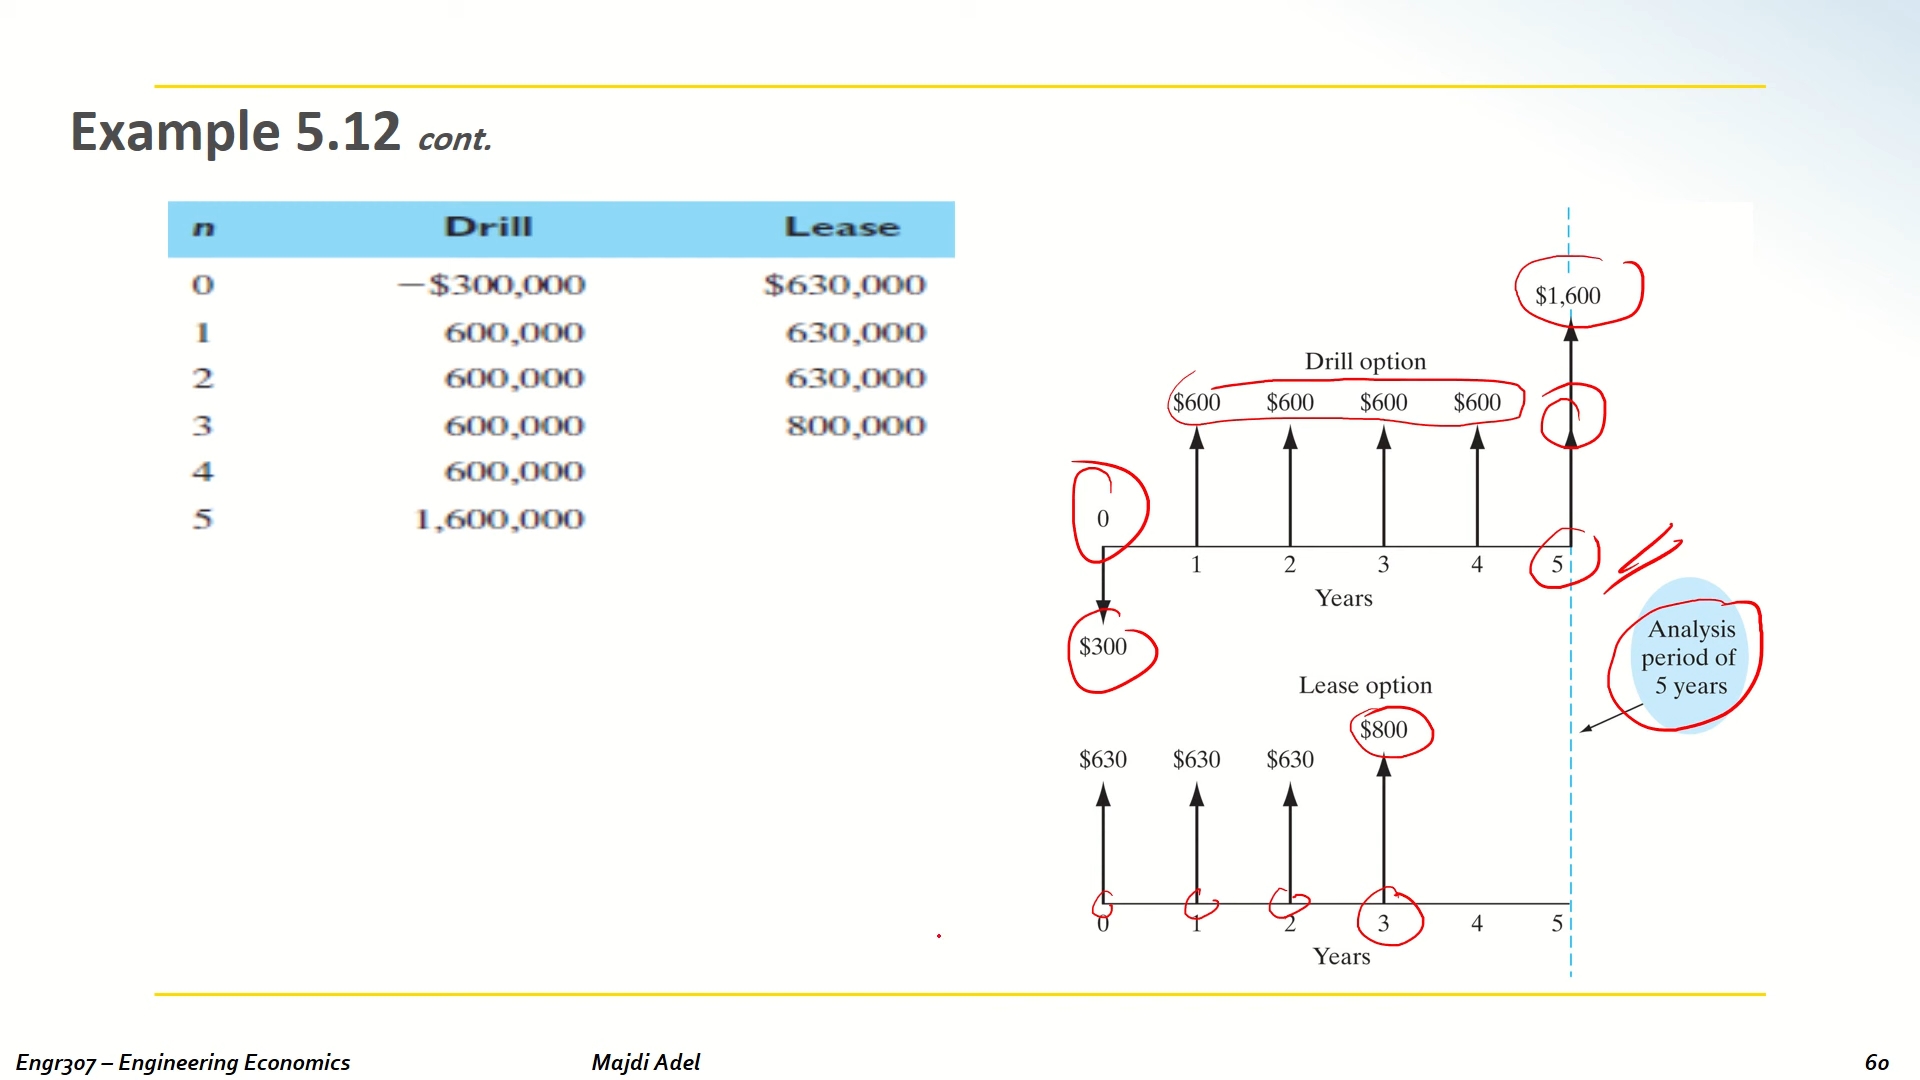 Example 5.12 cont.
n Drill Lease
0 –$300,000 $630,000
1 600,000 630,000
2 600,000 630,000
3 600,000 800,000
4 600,000
5 1,600,000
$1,600
Drill option
$600 $600 $600 $600
0
1 2 3 4 5
Years
$300
Analysis
period of
5 years
Lease option
$800
$630 $630 $630
0 1 2 3 4 5
Years
Engr307 – Engineering Economics Majdi Adel 60